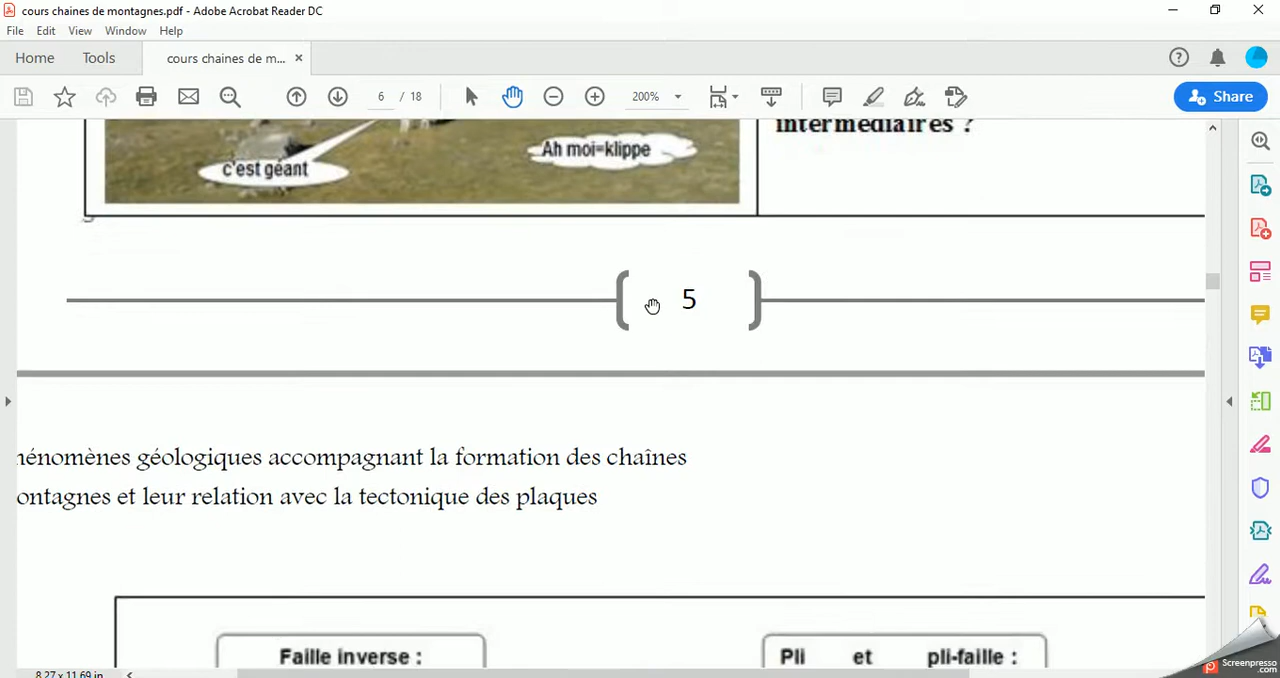 cours chaines de montagnes.pdf - Adobe Acrobat Reader DC
File Edit View Window Help
Home Tools cours chaines de m... ×
6 / 18 200% Share
intermédiaires ?
Ah moi=klippe
c'est géant
5
hénomènes géologiques accompagnant la formation des chaînes
ontagnes et leur relation avec la tectonique des plaques
Faille inverse :
Pli et pli-faille :
8.27 x 11.69 in
Screenpresso
.com